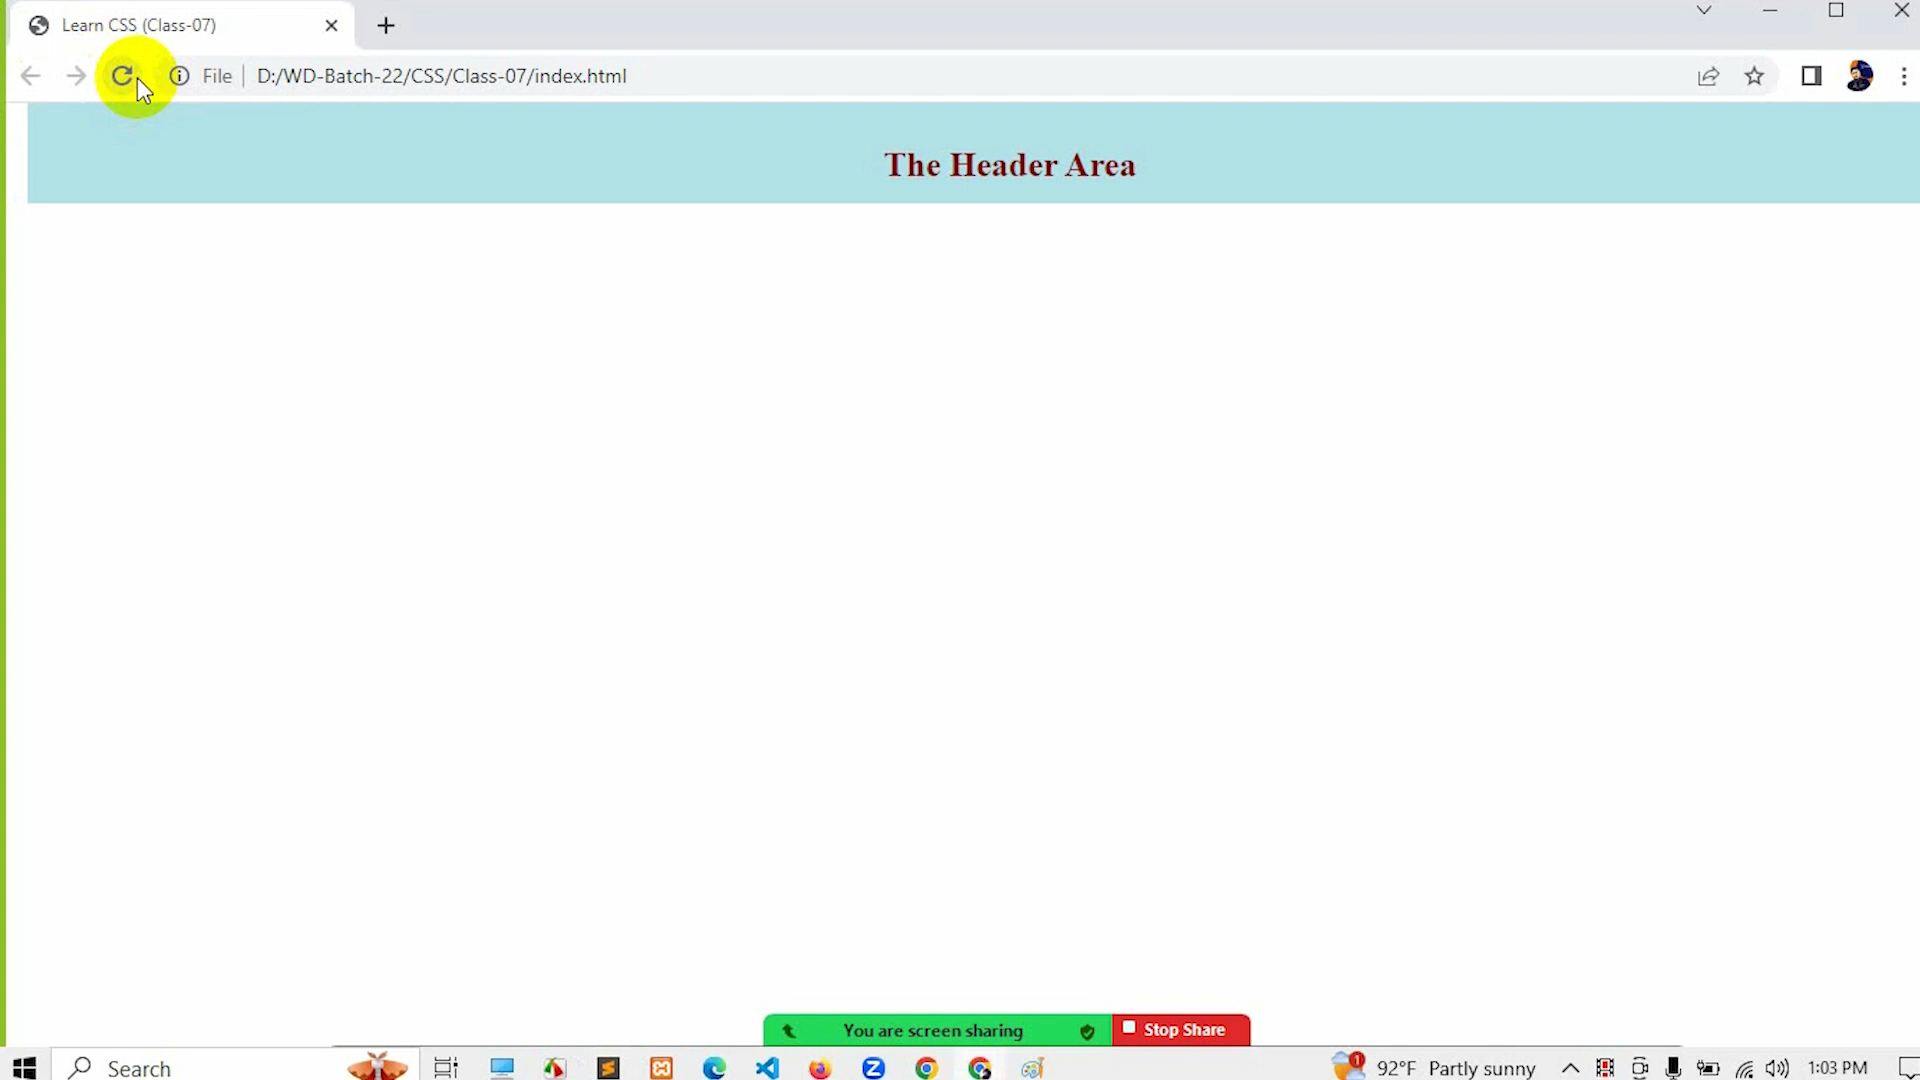 Learn CSS (Class-07)
File D:/WD-Batch-22/CSS/Class-07/index.html
The Header Area
You are screen sharing Stop Share
Search 1 92°F Partly sunny 1:03 PM